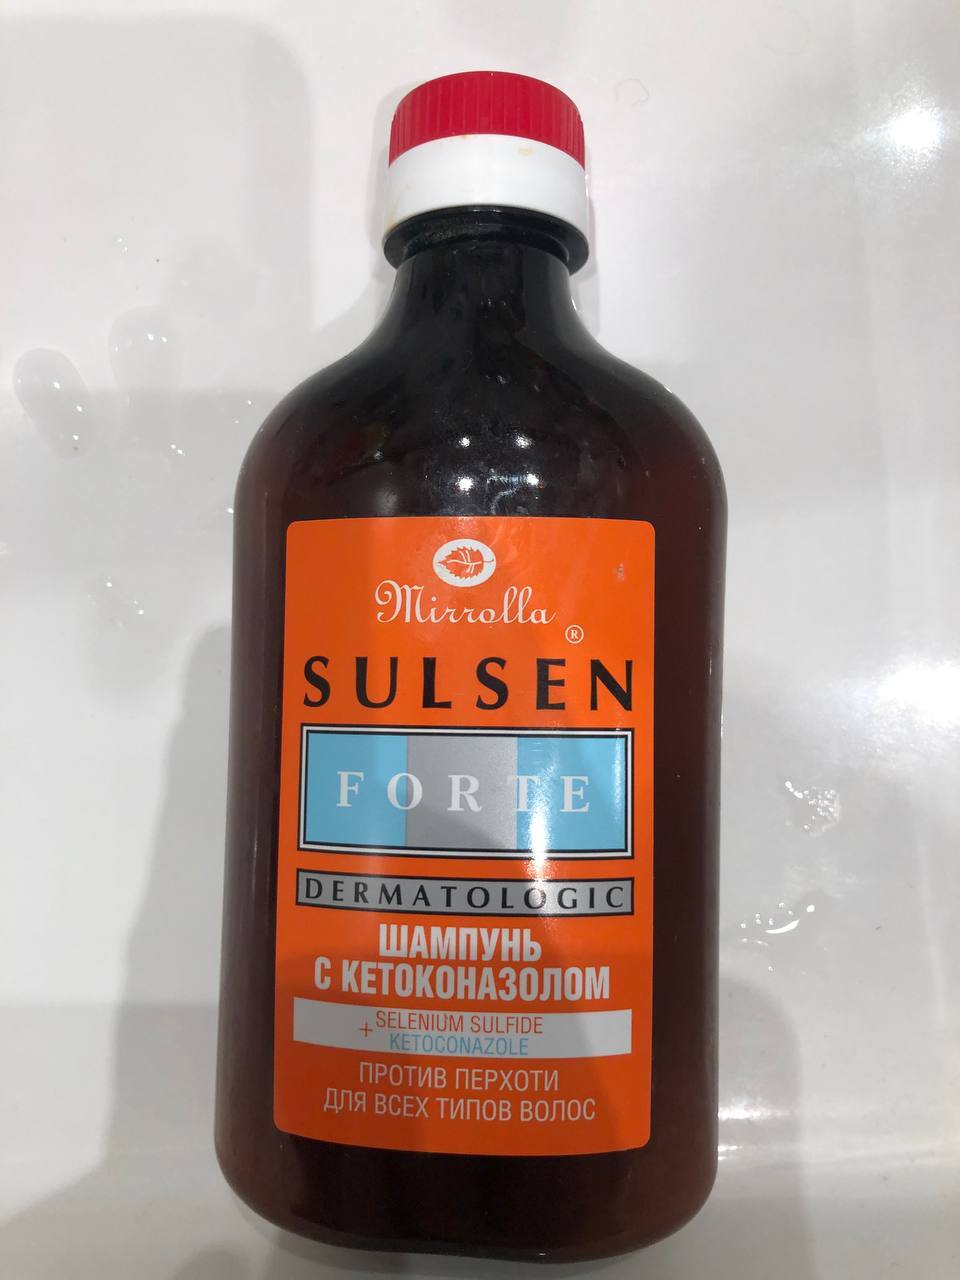 Mirrolla
®
SULSEN
FORTE
DERMATOLOGIC
ШАМПУНЬ
С КЕТОКОНАЗОЛОМ
+ SELENIUM SULFIDE
KETOCONAZOLE
ПРОТИВ ПЕРХОТИ
ДЛЯ ВСЕХ ТИПОВ ВОЛОС